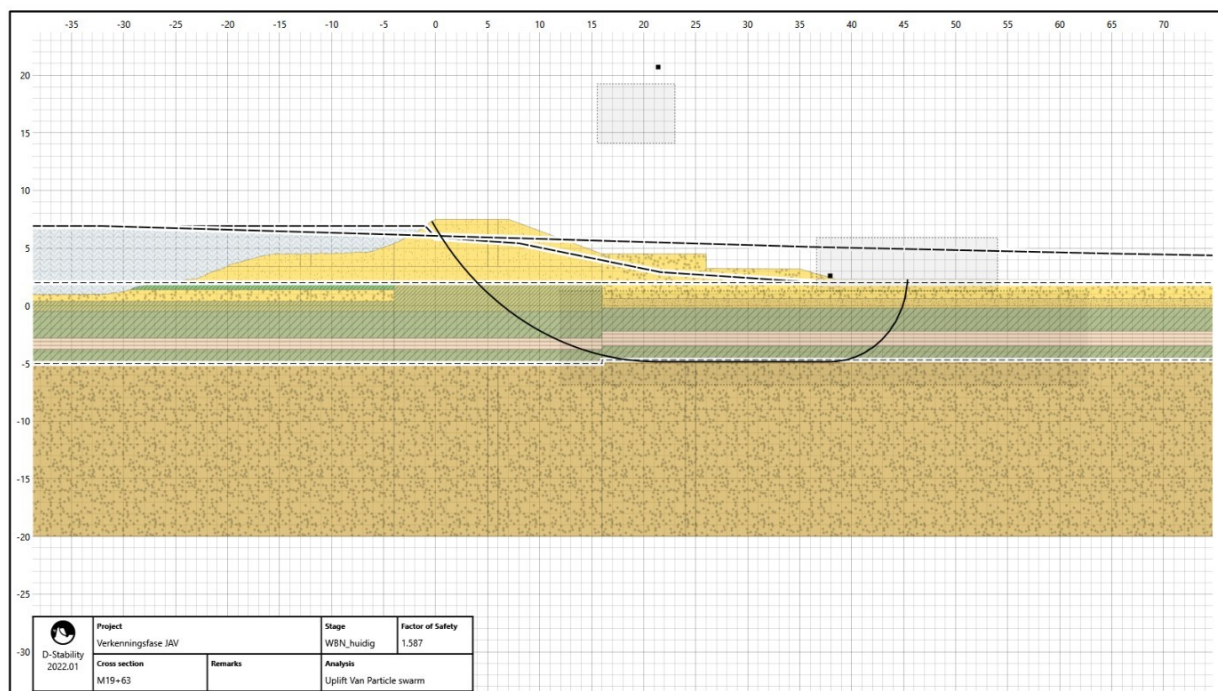 -35 -30 -25 -20 -15 -10 -5 0 5 10 15 20 25 30 35 40 45 50 55 60 65 70
20
15
10
5
0
-5
-10
-15
-20
-25
-30
D-Stability
2022.01
Project
Verkenningsfase JAV
Stage
WBN_huidig
Factor of Safety
1.587
Cross section
M19+63
Remarks
Analysis
Uplift Van Particle swarm